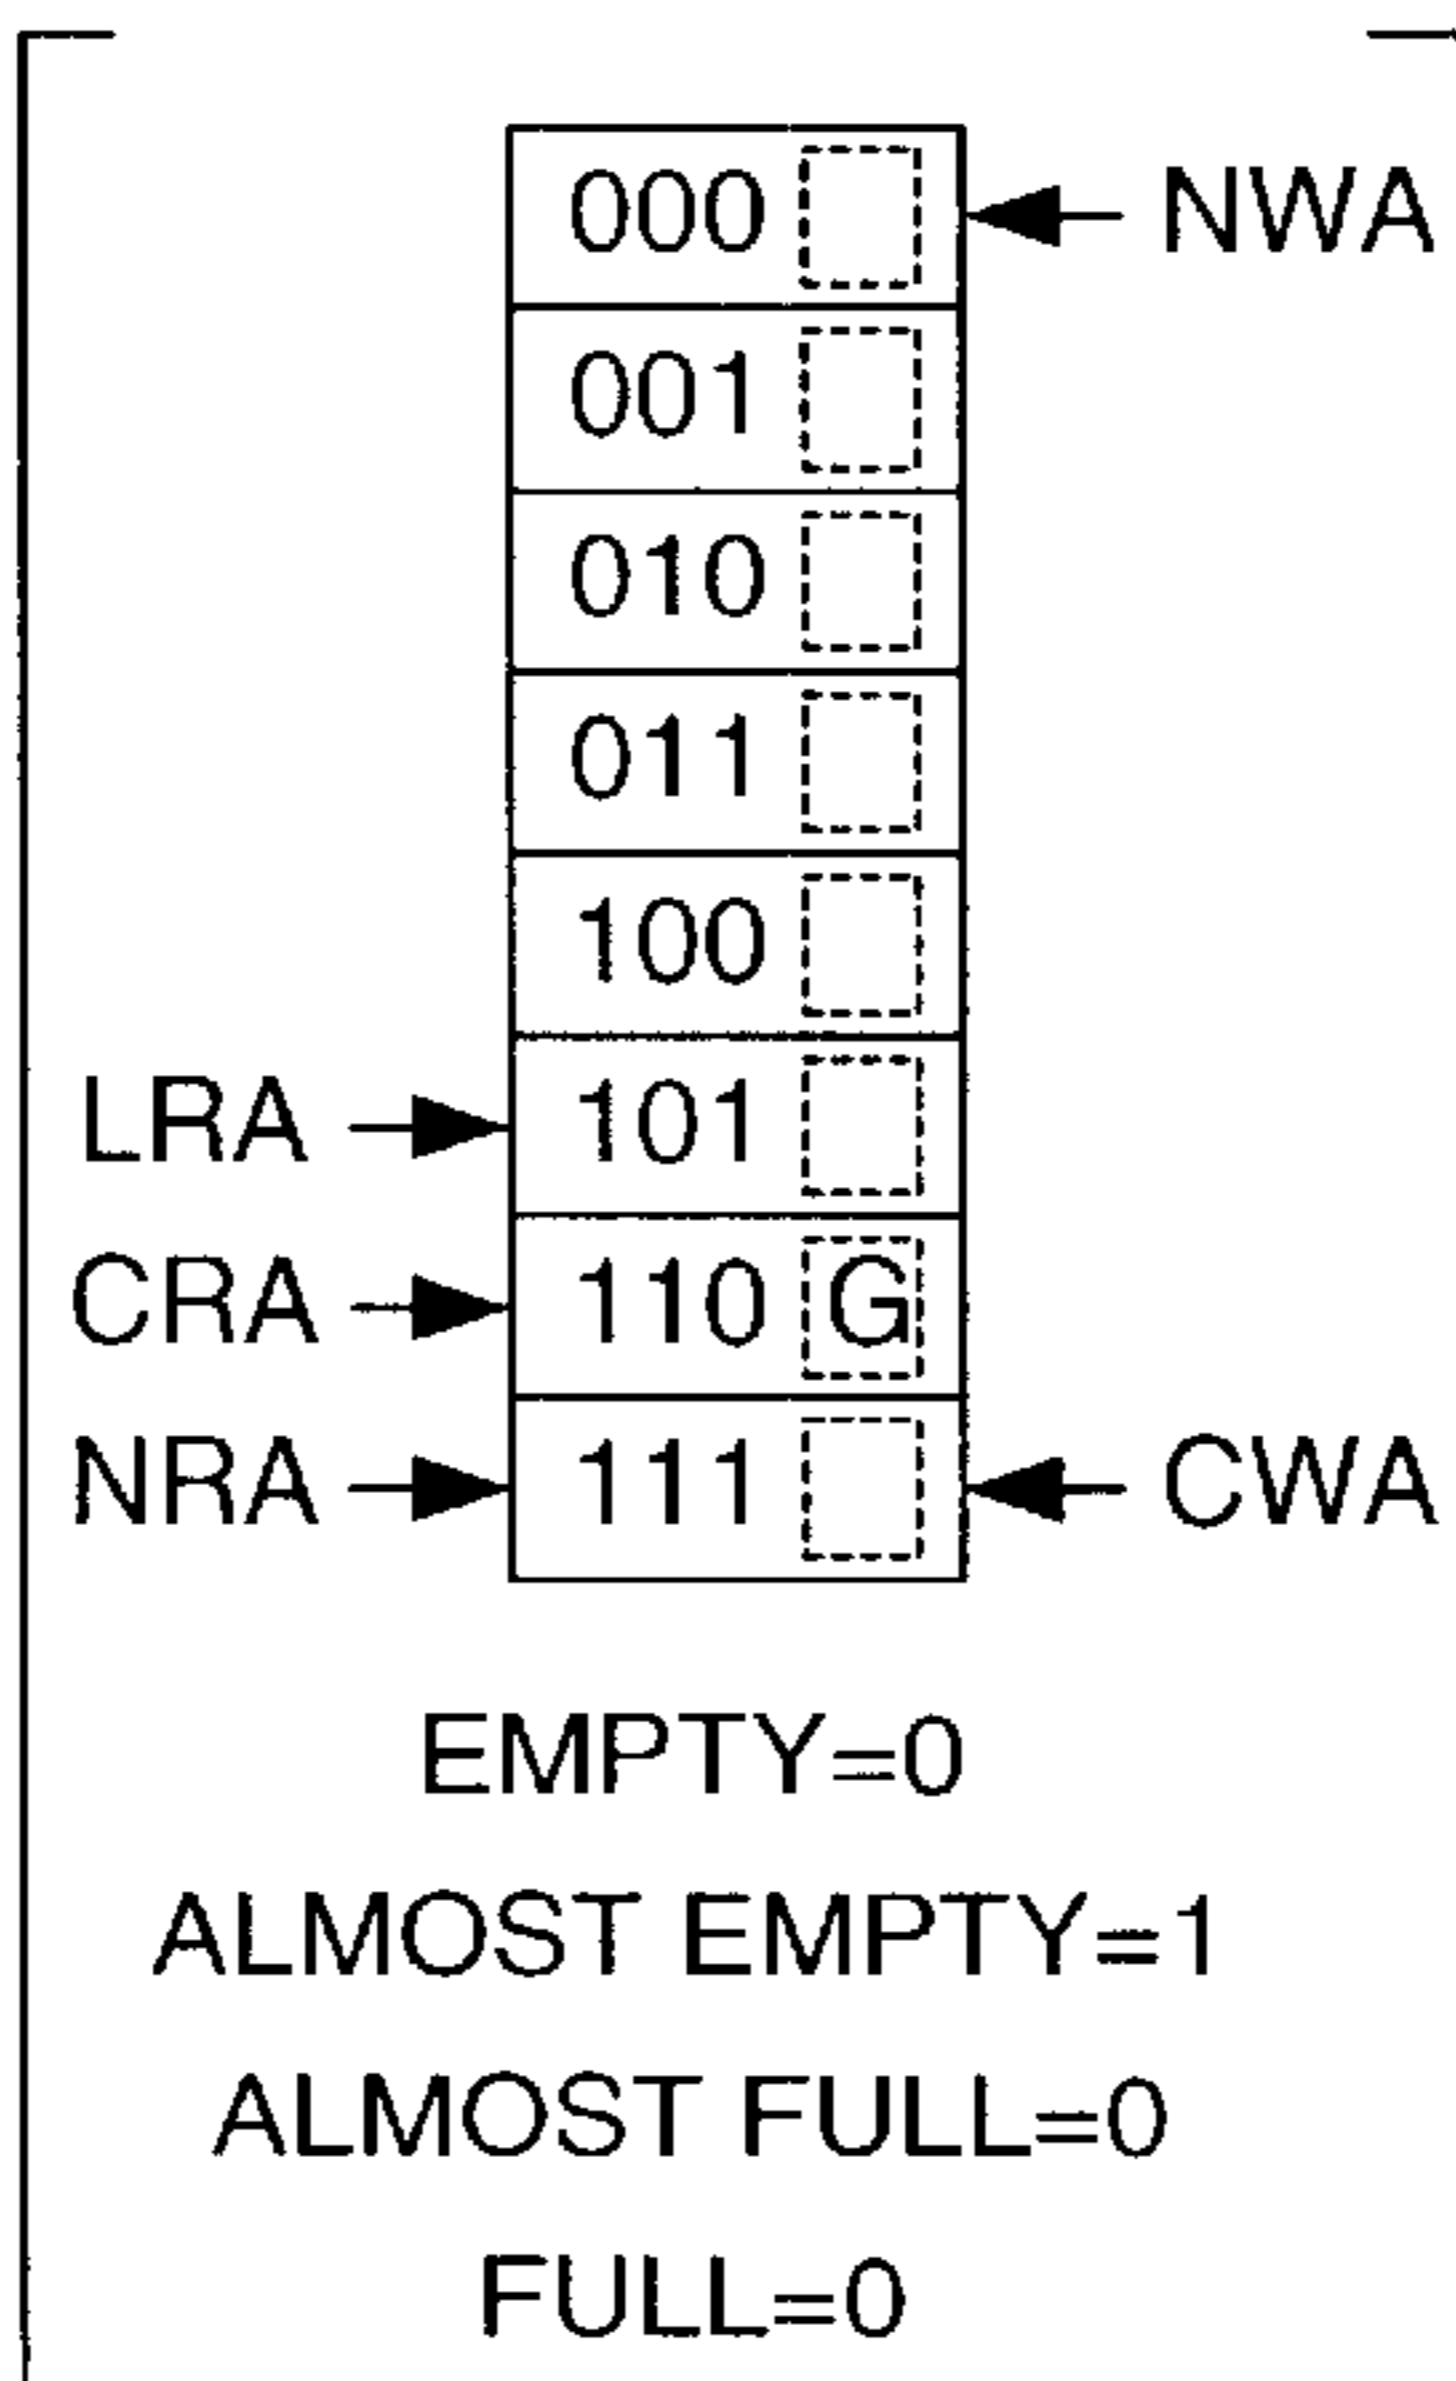 000 NWA
001
010
011
100
LRA 101
CRA 110 G
NRA 111 CWA
EMPTY=0
ALMOST EMPTY=1
ALMOST FULL=0
FULL=0